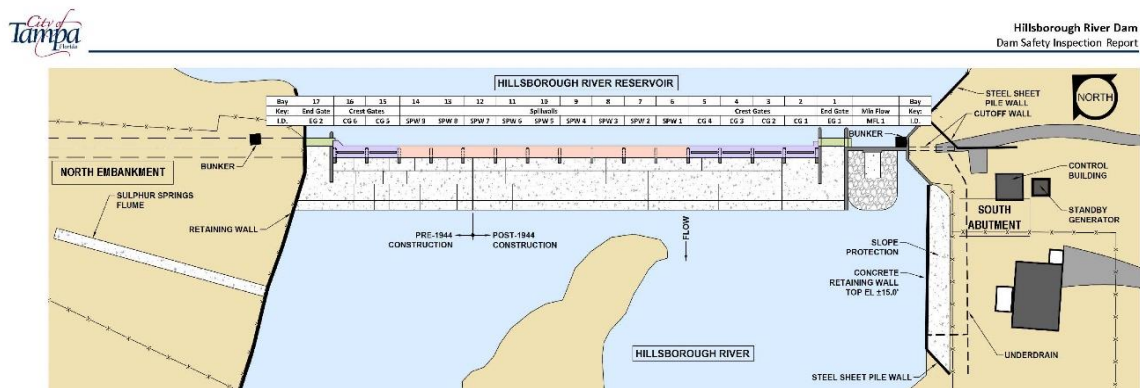 City of
Tampa
Florida
Hillsborough River Dam
Dam Safety Inspection Report
HILLSBOROUGH RIVER RESERVOIR
Bay 17 16 15 14 13 12 11 10 9 8 7 6 5 4 3 2 1 Bay
Key: End Gate Crest Gates Spillwalls Crest Gates End Gate Min Flow Key:
I.D. EG 2 CG 6 CG 5 SPW 9 SPW 8 SPW 7 SPW 6 SPW 5 SPW 4 SPW 3 SPW 2 SPW 1 CG 4 CG 3 CG 2 CG 1 EG 1 MFL 1 I.D.
STEEL SHEET
PILE WALL
CUTOFF WALL
NORTH
BUNKER
BUNKER
NORTH EMBANKMENT
SULPHUR SPRINGS
FLUME
RETAINING WALL
PRE-1944
CONSTRUCTION
POST-1944
CONSTRUCTION
FLOW
CONTROL
BUILDING
STANDBY
GENERATOR
SOUTH
ABUTMENT
SLOPE
PROTECTION
CONCRETE
RETAINING WALL
TOP EL ±15.0'
HILLSBOROUGH RIVER
UNDERDRAIN
STEEL SHEET PILE WALL